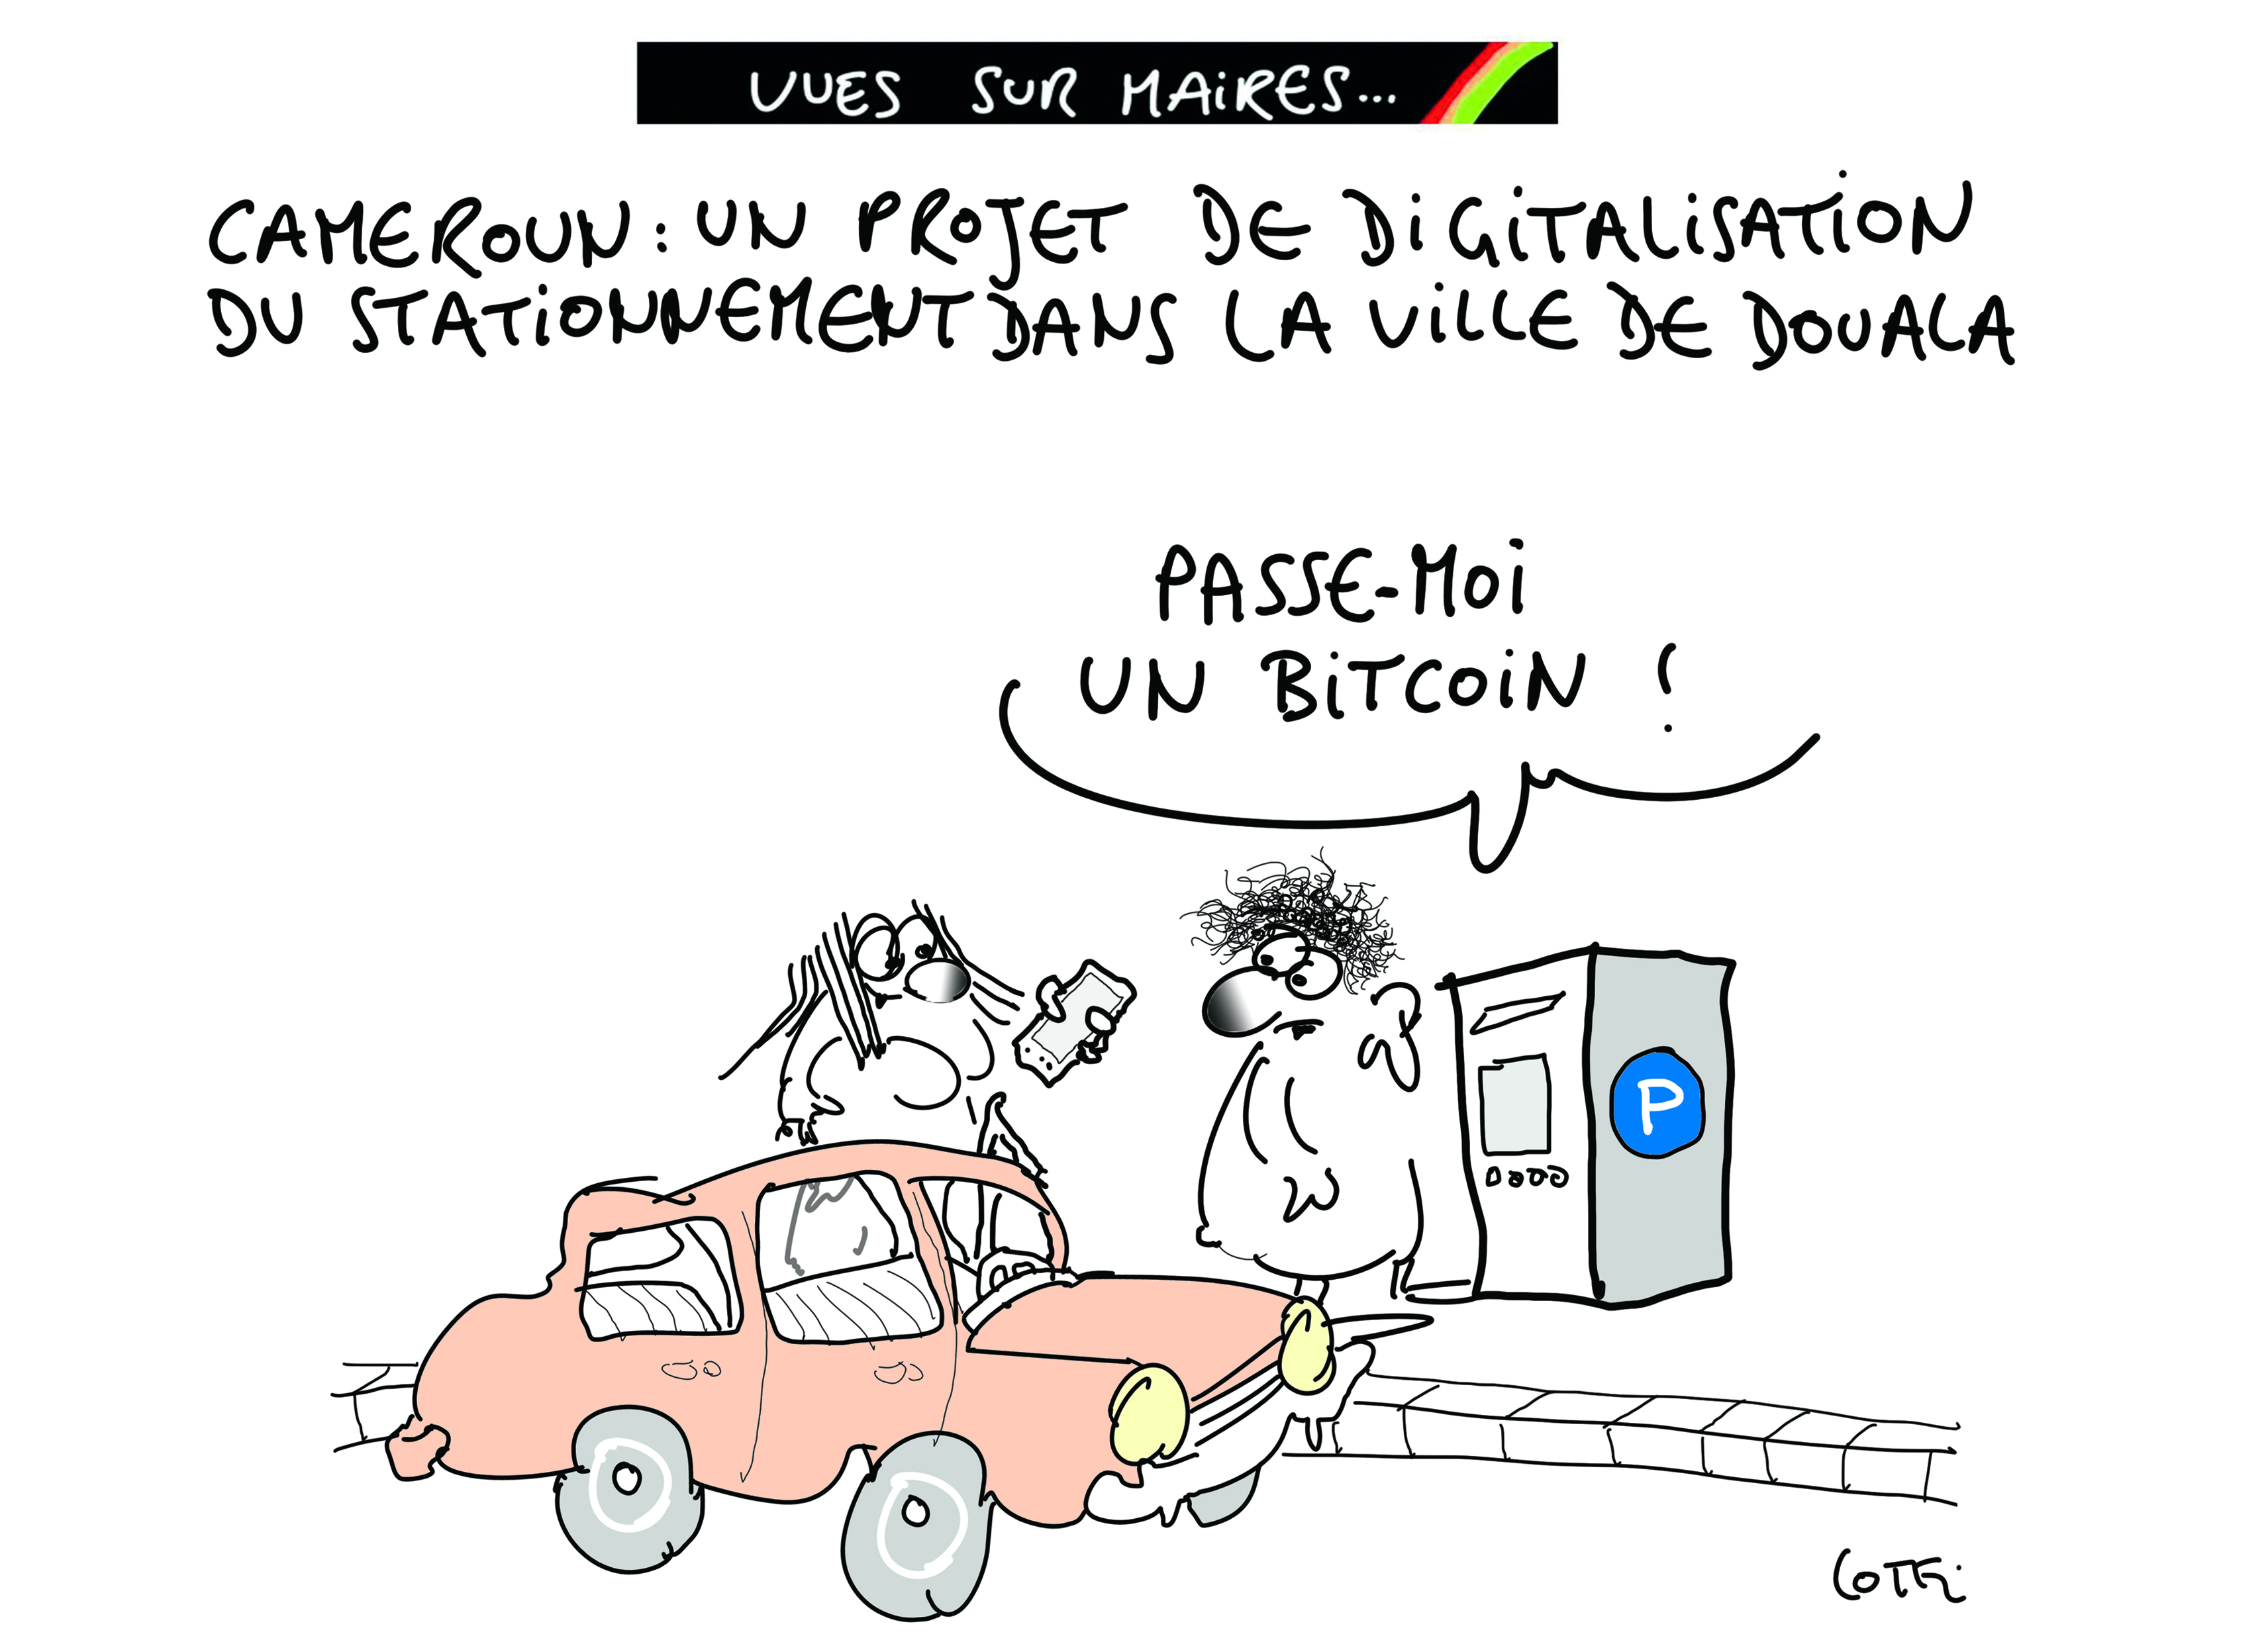 VUES SUR MAIRES...
CAMEROUN : UN PROJET DE DIGITALISATION
DU STATIONNEMENT DANS LA VILLE DE DOUALA
PASSE-MOI
UN BITCOIN !
P